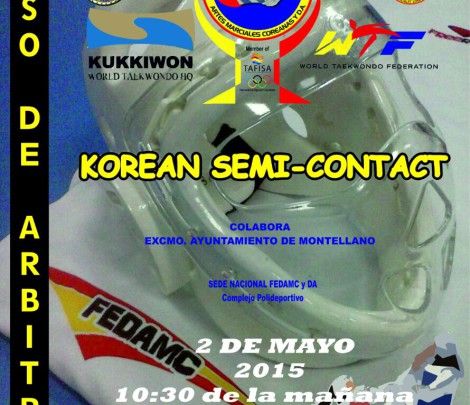 SO DE ARBITR
ARTES MARCIALES COREANAS Y D.A
KUKKIWON
WORLD TAEKWONDO HQ
Member of
TAFISA
WTF
WORLD TAEKWONDO FEDERATION
KOREAN SEMI-CONTACT
COLABORA
EXCMO. AYUNTAMIENTO DE MONTELLANO
SEDE NACIONAL FEDAMC y DA
Complejo Polideportivo
FEDAMC
2 DE MAYO
2015
10:30 de la mañana